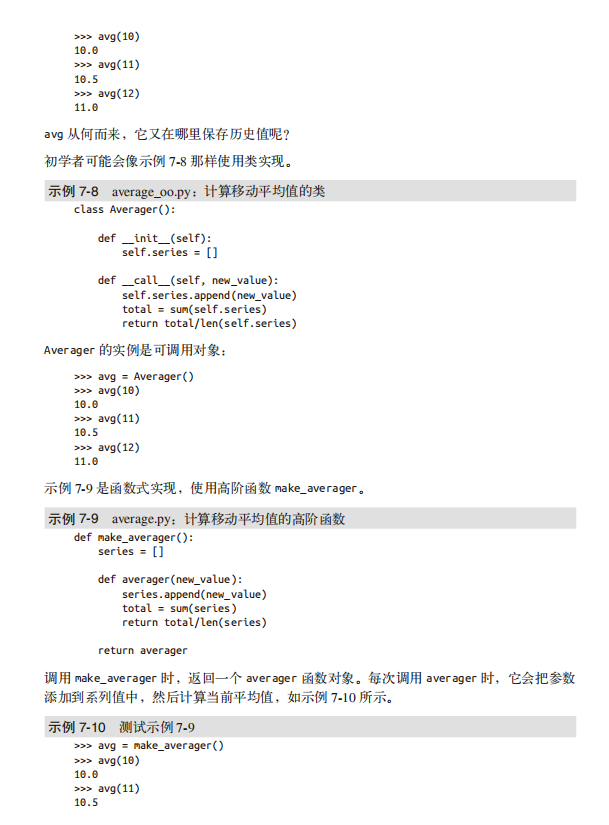 >>> avg(10)
10.0
>>> avg(11)
10.5
>>> avg(12)
11.0
avg 从何而来，它又在哪里保存历史值呢？
初学者可能会像示例 7-8 那样使用类实现。
示例 7-8 average_oo.py：计算移动平均值的类
class Averager():
    def __init__(self):
        self.series = []
    def __call__(self, new_value):
        self.series.append(new_value)
        total = sum(self.series)
        return total/len(self.series)
Averager 的实例是可调用对象：
>>> avg = Averager()
>>> avg(10)
10.0
>>> avg(11)
10.5
>>> avg(12)
11.0
示例 7-9 是函数式实现，使用高阶函数 make_averager。
示例 7-9 average.py：计算移动平均值的高阶函数
def make_averager():
    series = []
    def averager(new_value):
        series.append(new_value)
        total = sum(series)
        return total/len(series)
    return averager
调用 make_averager 时，返回一个 averager 函数对象。每次调用 averager 时，它会把参数
添加到系列值中，然后计算当前平均值，如示例 7-10 所示。
示例 7-10 测试示例 7-9
>>> avg = make_averager()
>>> avg(10)
10.0
>>> avg(11)
10.5